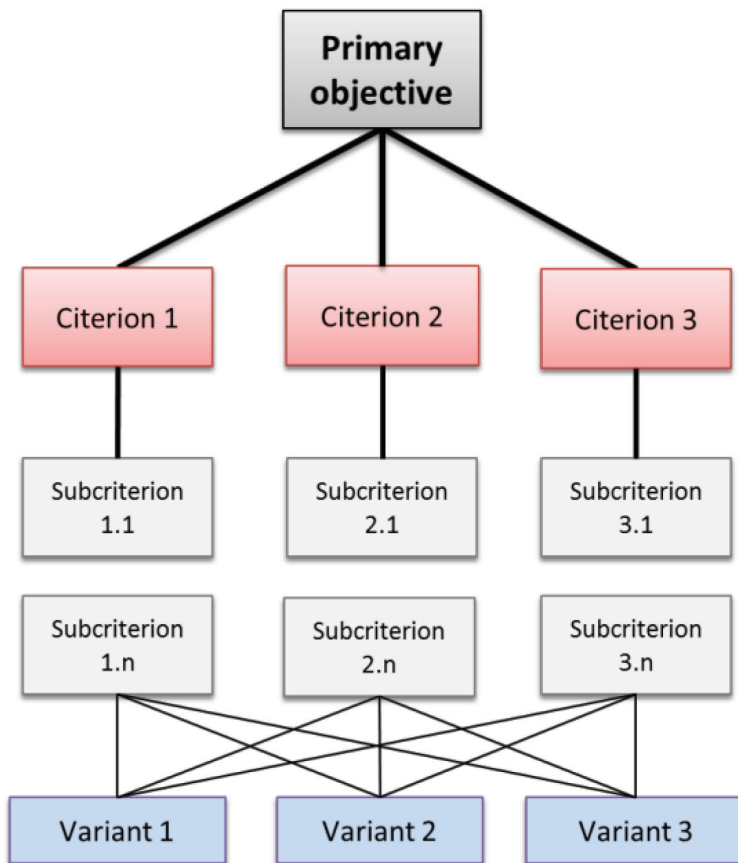 Primary
objective
Citerion 1
Citerion 2
Citerion 3
Subcriterion
1.1
Subcriterion
2.1
Subcriterion
3.1
Subcriterion
1.n
Subcriterion
2.n
Subcriterion
3.n
Variant 1
Variant 2
Variant 3